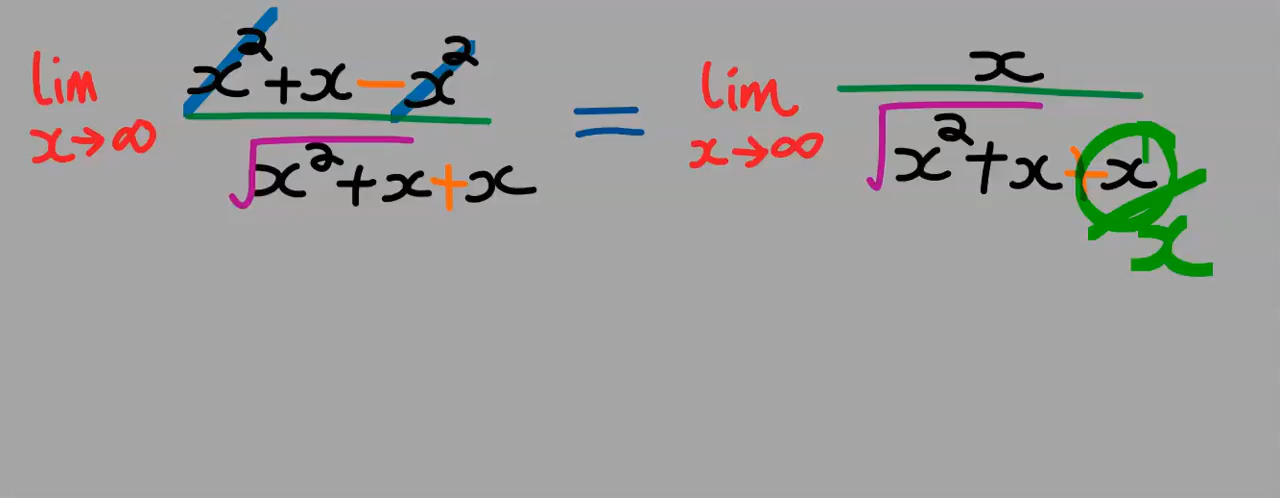 lim x→∞ (x² + x - x²) / (√(x² + x) + x) = lim x→∞ x / (√(x² + x) + x)
x